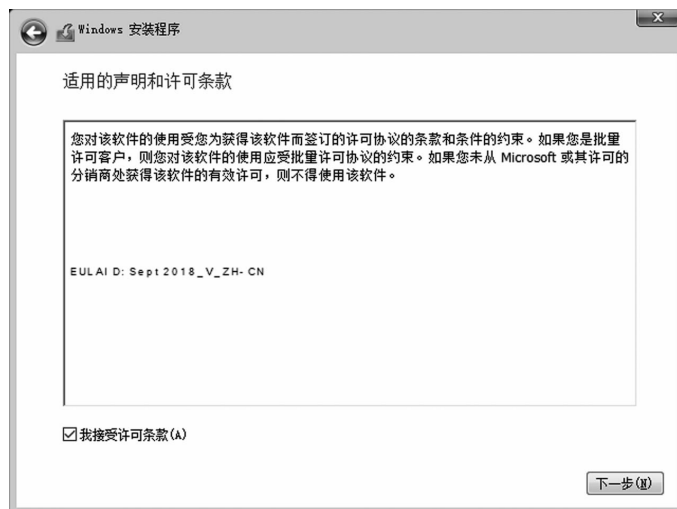 Windows 安装程序
适用的声明和许可条款
您对该软件的使用受您为获得该软件而签订的许可协议的条款和条件的约束。如果您是批量
许可客户，则您对该软件的使用应受批量许可协议的约束。如果您未从 Microsoft 或其许可的
分销商处获得该软件的有效许可，则不得使用该软件。
EULAI D: Sept 2018_V_ZH- CN
我接受许可条款(A)
下一步(N)